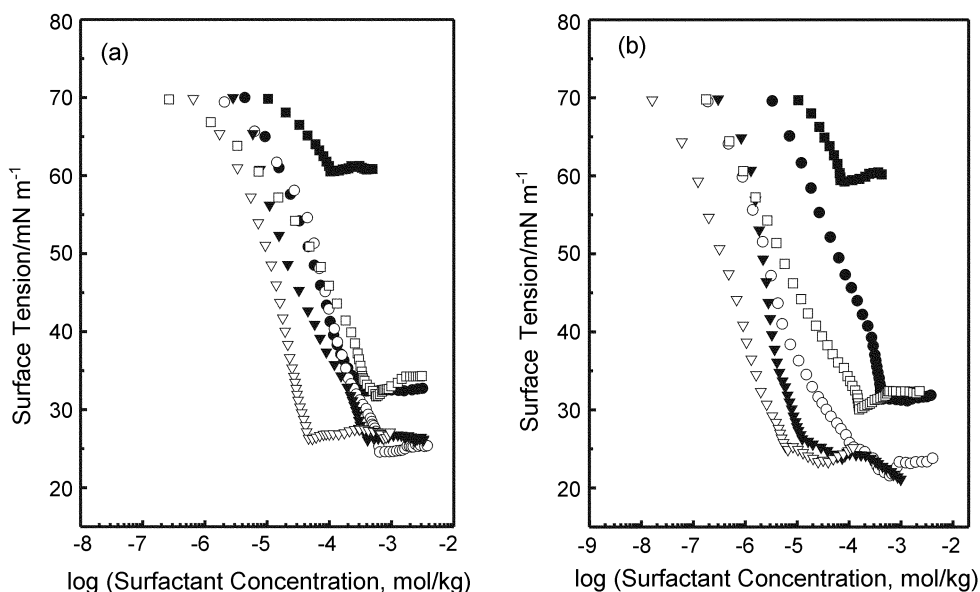 (a)
80
70
60
50
40
30
20
Surface Tension/mN m⁻¹
-8 -7 -6 -5 -4 -3 -2
log (Surfactant Concentration, mol/kg)
(b)
80
70
60
50
40
30
20
Surface Tension/mN m⁻¹
-9 -8 -7 -6 -5 -4 -3 -2 -1
log (Surfactant Concentration, mol/kg)